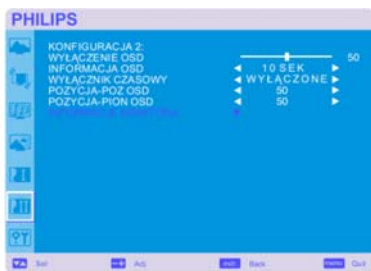 PHILIPS
KONFIGURACJA 2:
WYŁĄCZENIE OSD 50
INFORMACJA OSD 10 SEK
WYŁĄCZNIK CZASOWY WYŁĄCZONE
POZYCJA-POZ OSD 50
POZYCJA-PION OSD 50
Sel Adj Back Quit